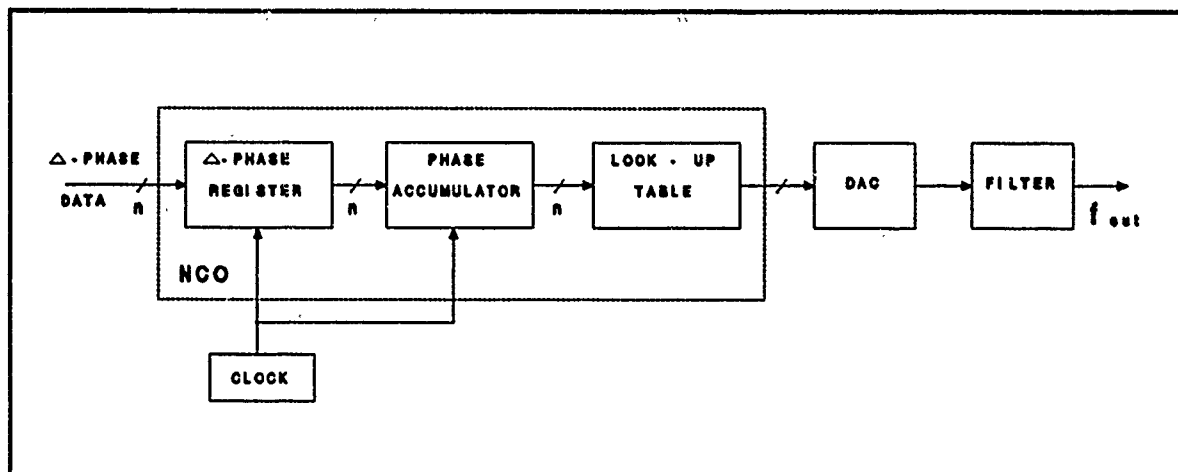 △-PHASE
DATA n
△-PHASE
REGISTER
n
PHASE
ACCUMULATOR
n
LOOK-UP
TABLE
DAC
FILTER
f out
NCO
CLOCK